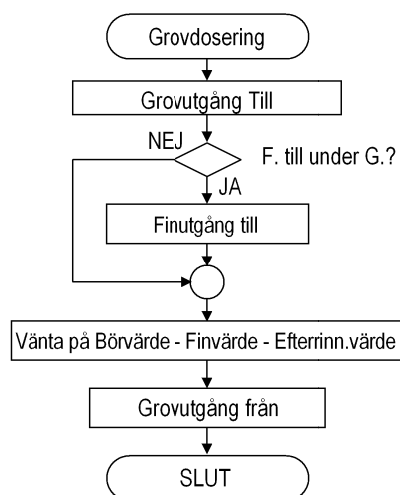 Grovdosering
Grovutgång Till
NEJ
F. till under G.?
JA
Finutgång till
Vänta på Börvärde - Finvärde - Efterrinn.värde
Grovutgång från
SLUT